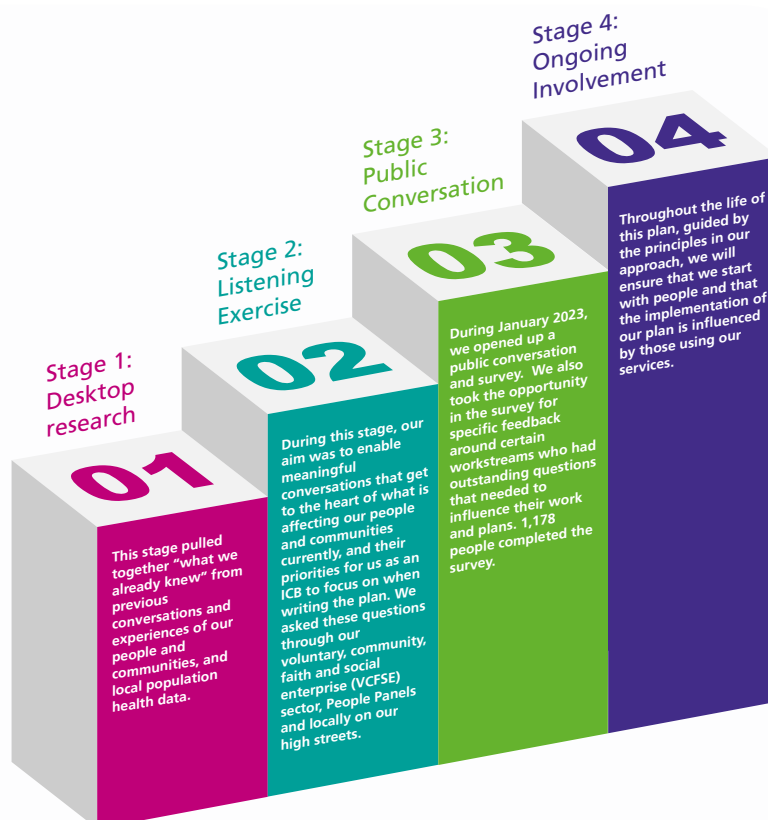 Stage 1:
Desktop
research
01
This stage pulled
together “what we
already knew” from
previous
conversations and
experiences of our
people and
communities, and
local population
health data.
Stage 2:
Listening
Exercise
02
During this stage, our
aim was to enable
meaningful
conversations that get
to the heart of what is
affecting our people
and communities
currently, and their
priorities for us as an
ICB to focus on when
writing the plan. We
asked these questions
through our
voluntary, community,
faith and social
enterprise (VCFSE)
sector, People Panels
and locally on our
high streets.
Stage 3:
Public
Conversation
03
During January 2023,
we opened up a
public conversation
and survey. We also
took the opportunity
in the survey for
specific feedback
around certain
workstreams who had
outstanding questions
that needed to
influence their work
and plans. 1,178
people completed the
survey.
Stage 4:
Ongoing
Involvement
04
Throughout the life of
this plan, guided by
the principles in our
approach, we will
ensure that we start
with people and that
the implementation of
our plan is influenced
by those using our
services.